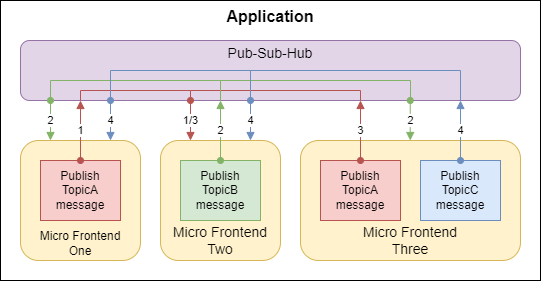 Application
Pub-Sub-Hub
2 1 4 1/3 2 4 3 2 4
Publish
TopicA
message
Publish
TopicB
message
Publish
TopicA
message
Publish
TopicC
message
Micro Frontend
One
Micro Frontend
Two
Micro Frontend
Three